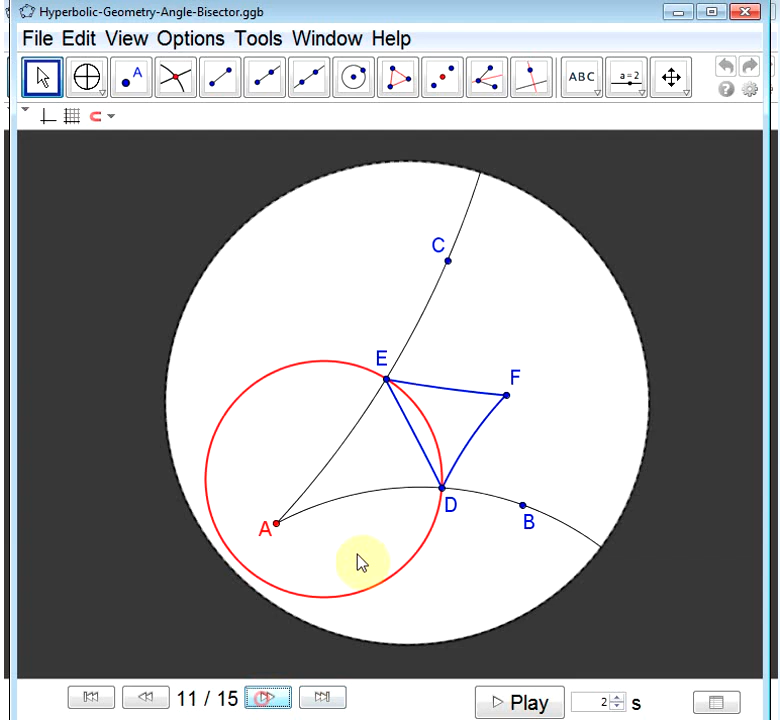 Hyperbolic-Geometry-Angle-Bisector.ggb
File Edit View Options Tools Window Help
A
ABC
a=2
?
C
E
F
D
B
A
11 / 15
Play
2
s